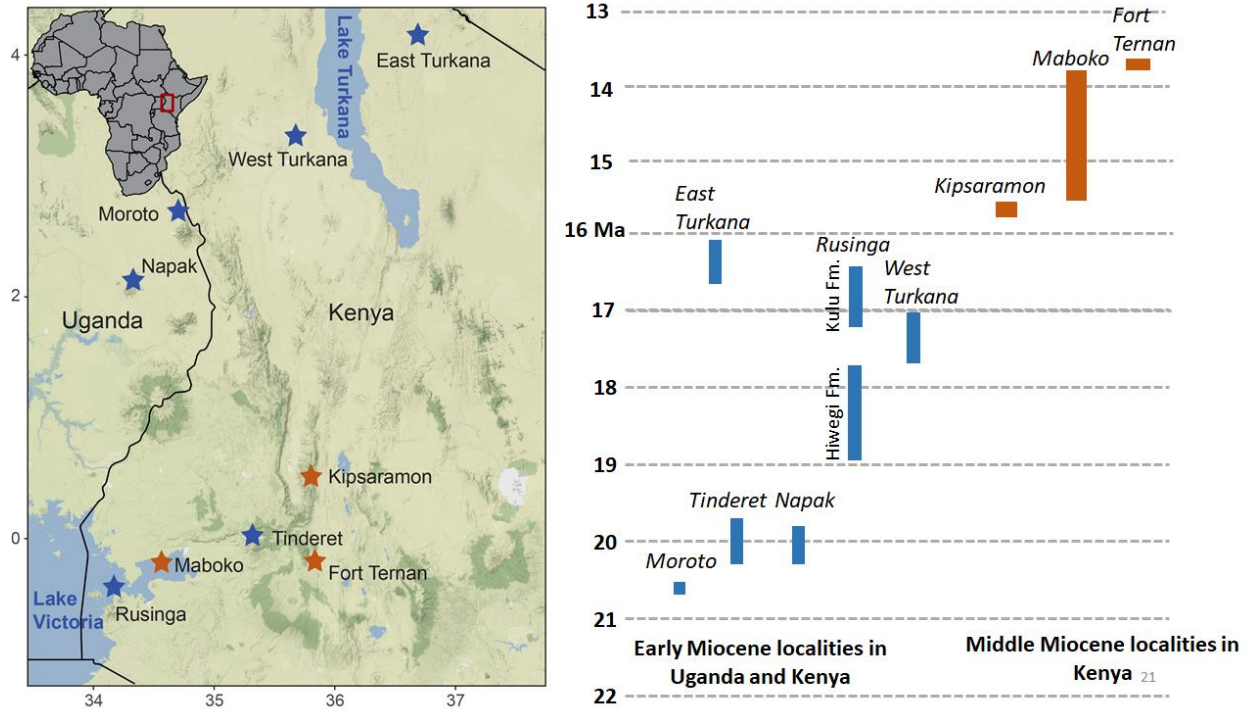 4
2
0
34
35
36
37
Lake Turkana
East Turkana
West Turkana
Moroto
Napak
Uganda
Kenya
Kipsaramon
Tinderet
Maboko
Fort Ternan
Rusinga
Lake
Victoria
13
14
15
16 Ma
17
18
19
20
21
22
Fort
Ternan
Maboko
Kipsaramon
East
Turkana
Rusinga
Kulu Fm.
West
Turkana
Hiwegi Fm.
Tinderet
Napak
Moroto
Early Miocene localities in
Uganda and Kenya
Middle Miocene localities in
Kenya 21